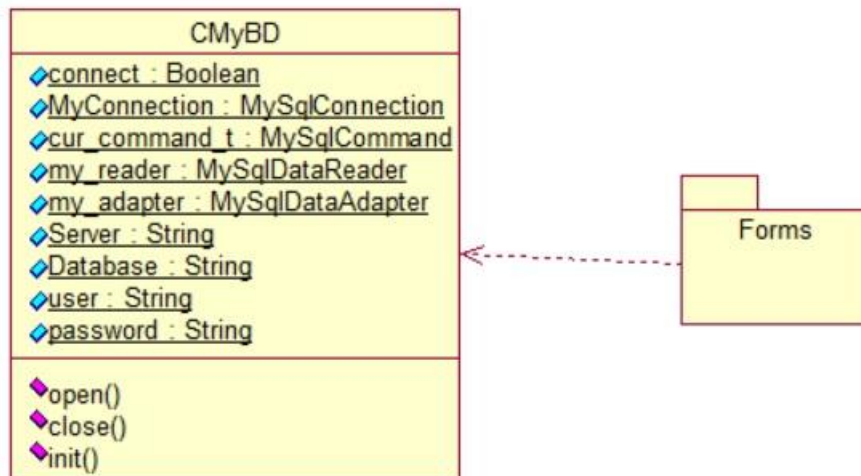 CMyBD
connect : Boolean
MyConnection : MySqlConnection
cur_command_t : MySqlCommand
my_reader : MySqlDataReader
my_adapter : MySqlDataAdapter
Server : String
Database : String
user : String
password : String
open()
close()
init()
Forms